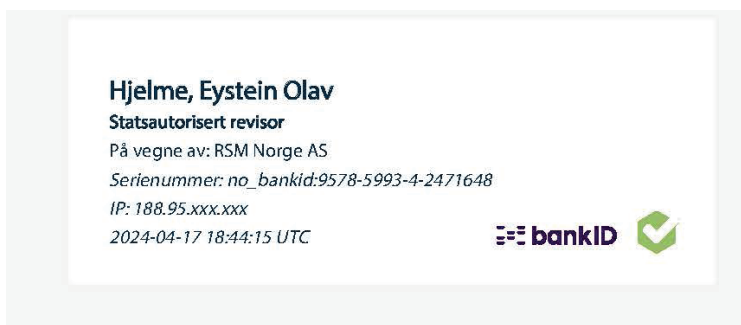 Hjelme, Eystein Olav
Statsautorisert revisor
På vegne av: RSM Norge AS
Serienummer: no_bankid:9578-5993-4-2471648
IP: 188.95.xxx.xxx
2024-04-17 18:44:15 UTC
bankID